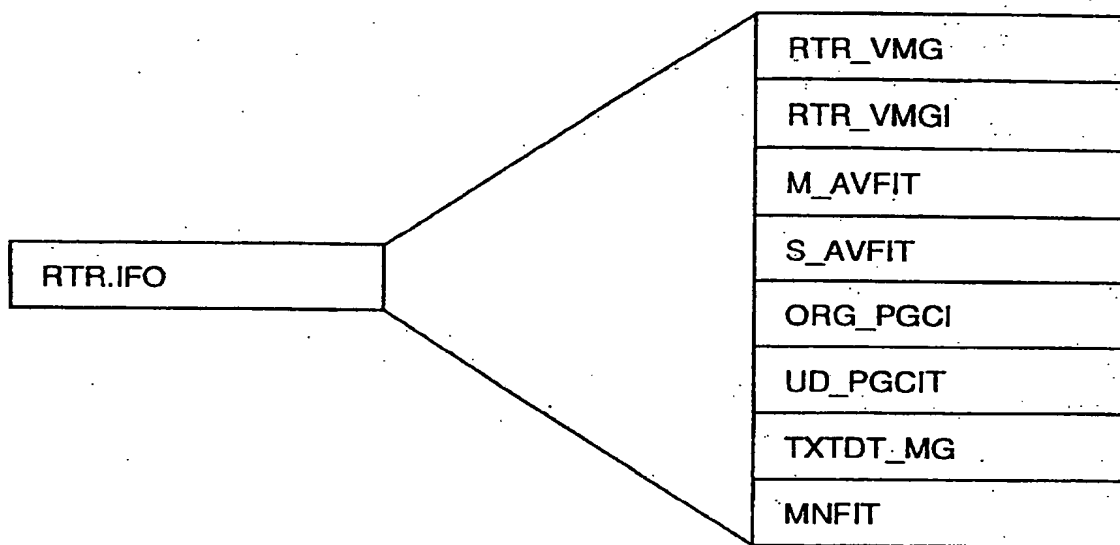 RTR.IFO
RTR_VMG
RTR_VMGI
M_AVFIT
S_AVFIT
ORG_PGCI
UD_PGCIT
TXTDT_MG
MNFIT